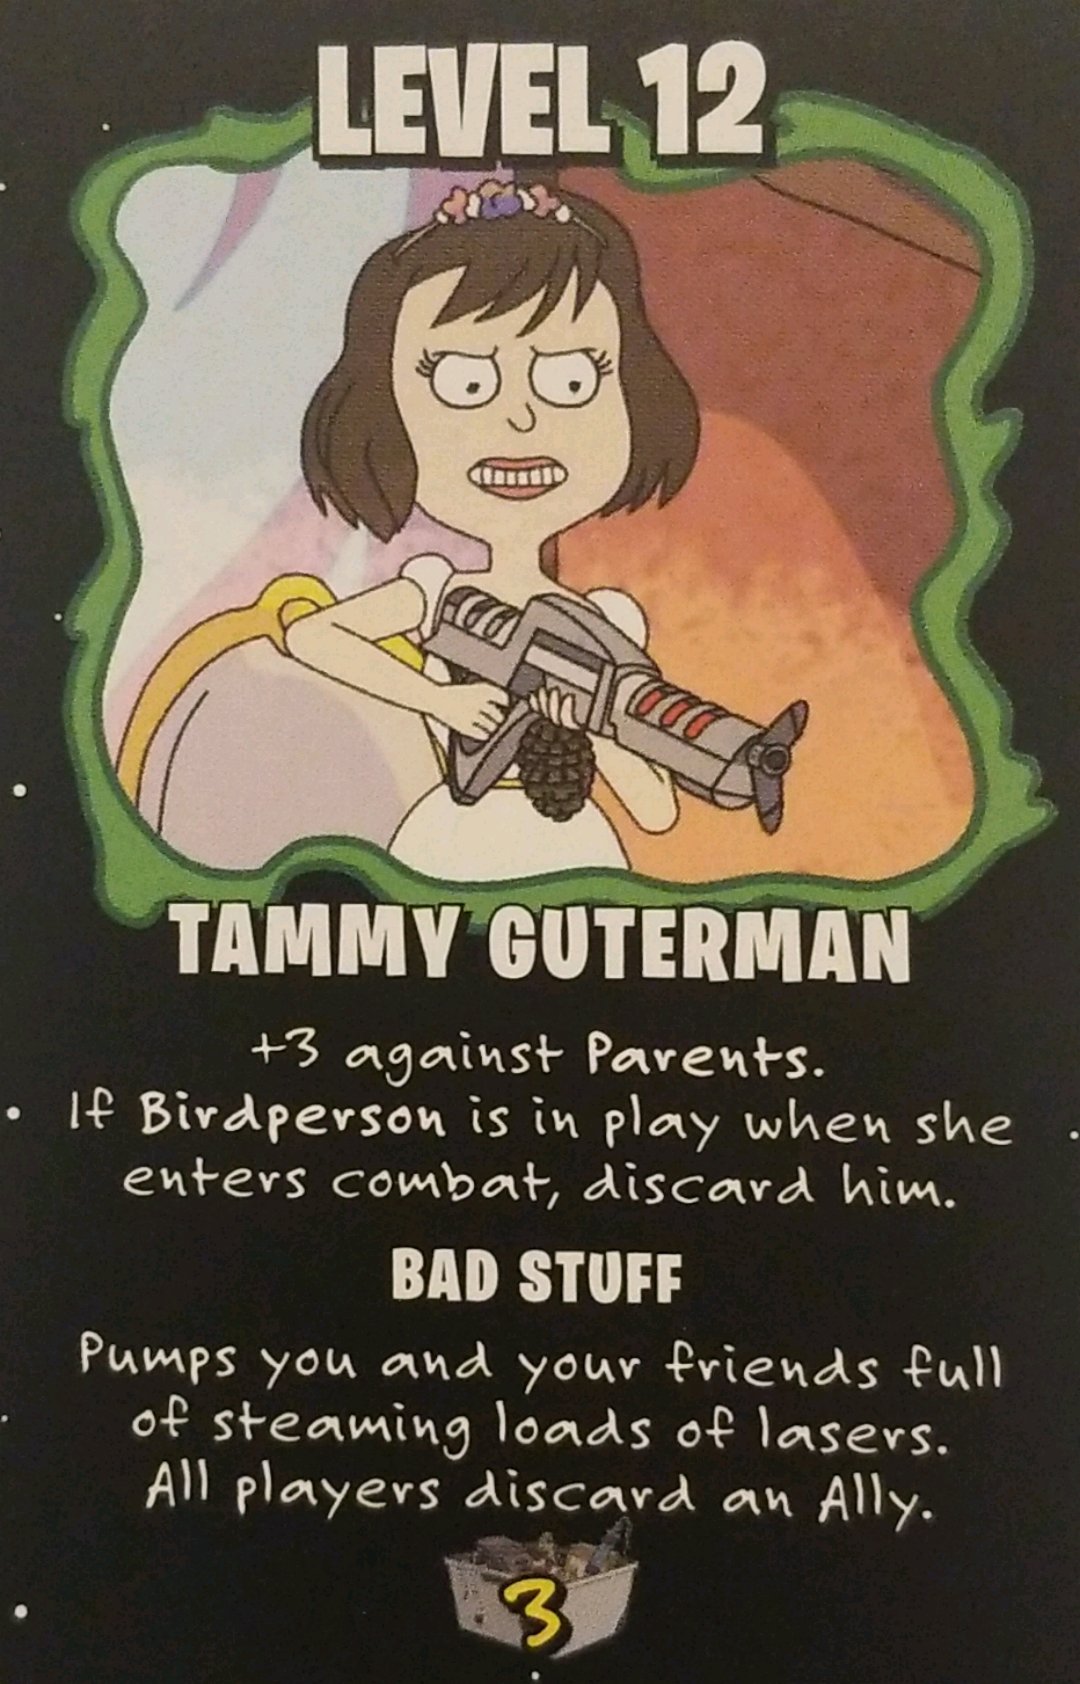 LEVEL 12
TAMMY GUTERMAN
+3 against Parents.
If Birdperson is in play when she
enters combat, discard him.
BAD STUFF
Pumps you and your friends full
of steaming loads of lasers.
All players discard an Ally.
3